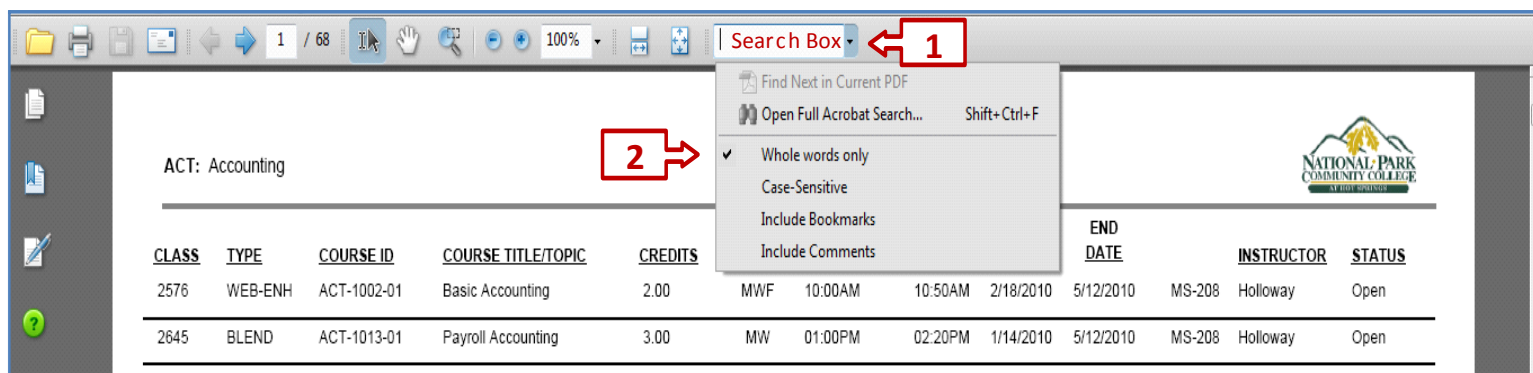 1 / 68 100% Search Box 1
Find Next in Current PDF
Open Full Acrobat Search... Shift+Ctrl+F
2 Whole words only
Case-Sensitive
Include Bookmarks
Include Comments
ACT: Accounting
NATIONAL PARK
COMMUNITY COLLEGE
AT HOT SPRINGS
CLASS TYPE COURSE ID COURSE TITLE/TOPIC CREDITS END DATE INSTRUCTOR STATUS
2576 WEB-ENH ACT-1002-01 Basic Accounting 2.00 MWF 10:00AM 10:50AM 2/18/2010 5/12/2010 MS-208 Holloway Open
2645 BLEND ACT-1013-01 Payroll Accounting 3.00 MW 01:00PM 02:20PM 1/14/2010 5/12/2010 MS-208 Holloway Open